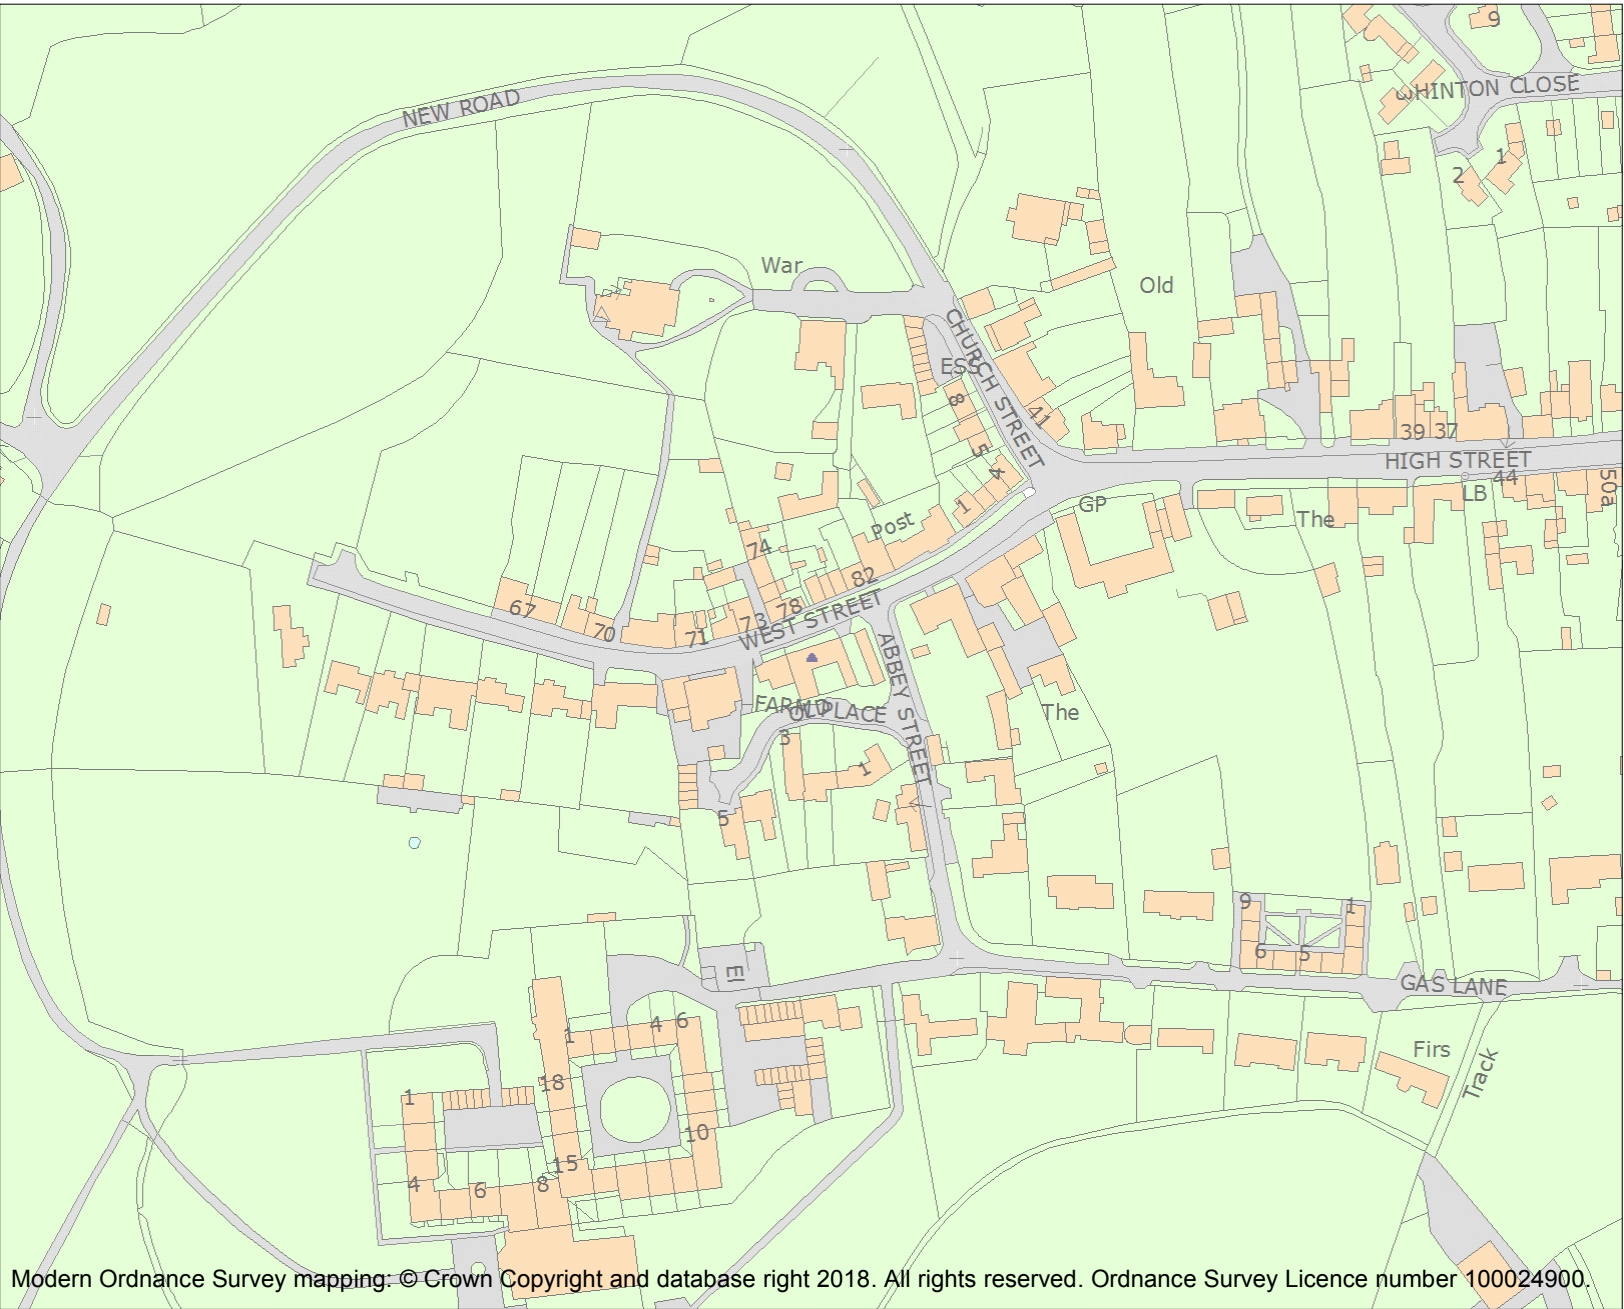 9
HINTON CLOSE
NEW ROAD
1
2
War
Old
CHURCH STREET
ESS
8
41
5
4
39 37
HIGH STREET
44
LB
50a
GP
The
1
Post
74
82
67
78
70
73
71
WEST STREET
ABBEY STREET
The
3
1
5
9
1
6
5
El
GAS LANE
1
4
6
Firs
Track
18
1
10
15
4
6
8
Modern Ordnance Survey mapping: © Crown Copyright and database right 2018. All rights reserved. Ordnance Survey Licence number 100024900.